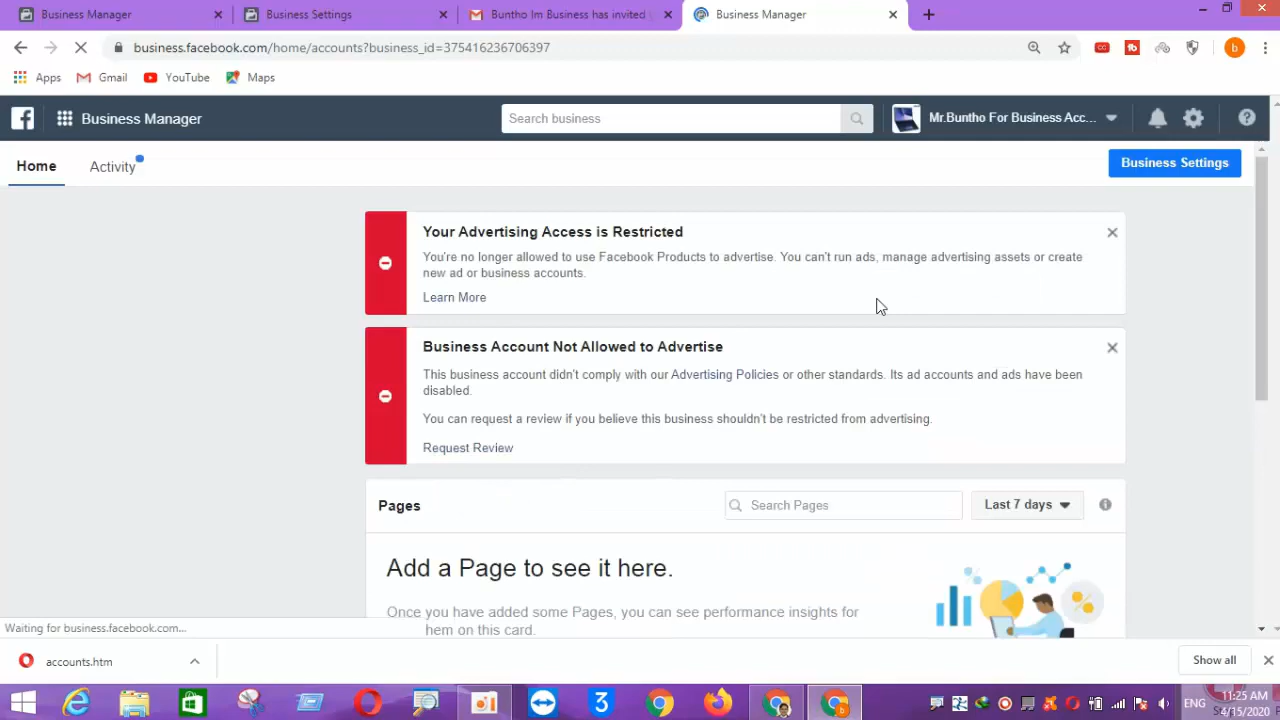 Business Manager
Business Settings
Buntho Im Business has invited
Business Manager
business.facebook.com/home/accounts?business_id=375416236706397
b
Apps Gmail YouTube Maps
Business Manager
Search business
Mr.Buntho For Business Acc...
Home
Activity
Business Settings
Your Advertising Access is Restricted
You're no longer allowed to use Facebook Products to advertise. You can't run ads, manage advertising assets or create
new ad or business accounts.
Learn More
Business Account Not Allowed to Advertise
This business account didn't comply with our Advertising Policies or other standards. Its ad accounts and ads have been
disabled.
You can request a review if you believe this business shouldn't be restricted from advertising.
Request Review
Pages
Search Pages
Last 7 days
Add a Page to see it here.
Once you have added some Pages, you can see performance insights for
hem on this card.
Waiting for business.facebook.com...
accounts.htm
Show all
ENG
11:25 AM
4/15/2020